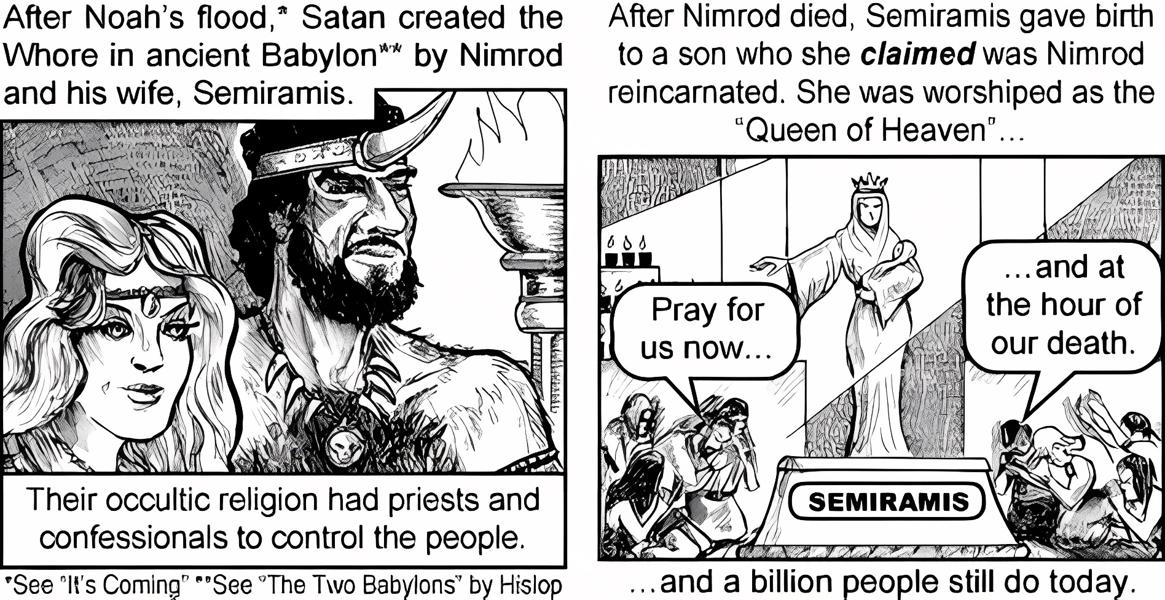 After Noah's flood,* Satan created the
Whore in ancient Babylon** by Nimrod
and his wife, Semiramis.
Their occultic religion had priests and
confessionals to control the people.
*See "It's Coming" **See "The Two Babylons" by Hislop
After Nimrod died, Semiramis gave birth
to a son who she claimed was Nimrod
reincarnated. She was worshiped as the
"Queen of Heaven"...
Pray for
us now...
...and at
the hour of
our death.
SEMIRAMIS
...and a billion people still do today.